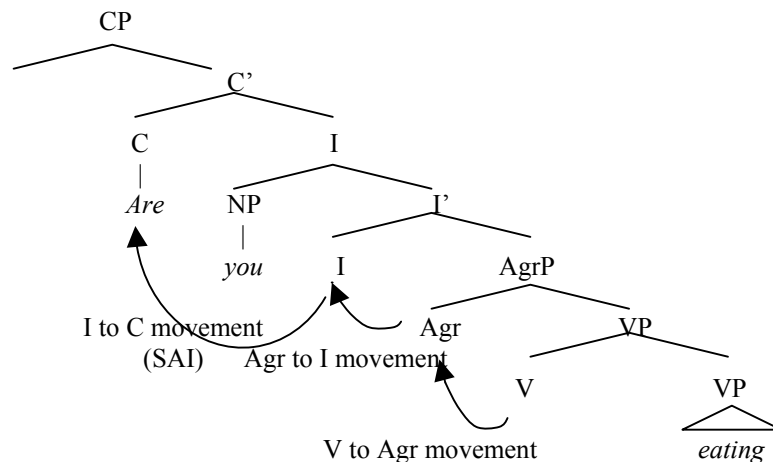 CP
C’
C I
Are NP I’
you I AgrP
I to C movement Agr VP
(SAI) Agr to I movement
V VP
V to Agr movement eating